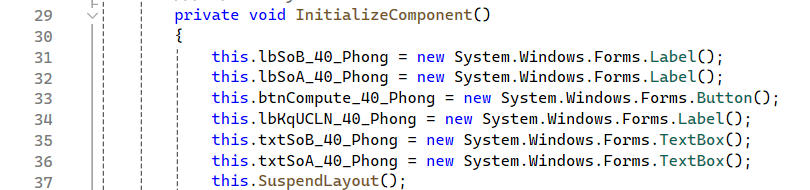 29 private void InitializeComponent()
30 {
31 this.lbSoB_40_Phong = new System.Windows.Forms.Label();
32 this.lbSoA_40_Phong = new System.Windows.Forms.Label();
33 this.btnCompute_40_Phong = new System.Windows.Forms.Button();
34 this.lbKqUCLN_40_Phong = new System.Windows.Forms.Label();
35 this.txtSoB_40_Phong = new System.Windows.Forms.TextBox();
36 this.txtSoA_40_Phong = new System.Windows.Forms.TextBox();
37 this.SuspendLayout();